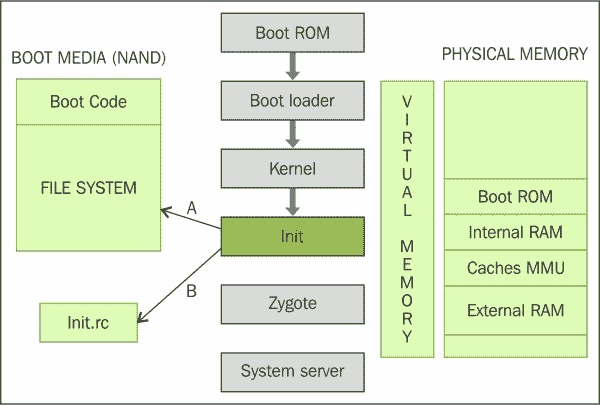 BOOT MEDIA (NAND)
Boot Code
FILE SYSTEM
A
B
Init.rc
Boot ROM
Boot loader
Kernel
Init
Zygote
System server
VIRTUAL MEMORY
PHYSICAL MEMORY
Boot ROM
Internal RAM
Caches MMU
External RAM